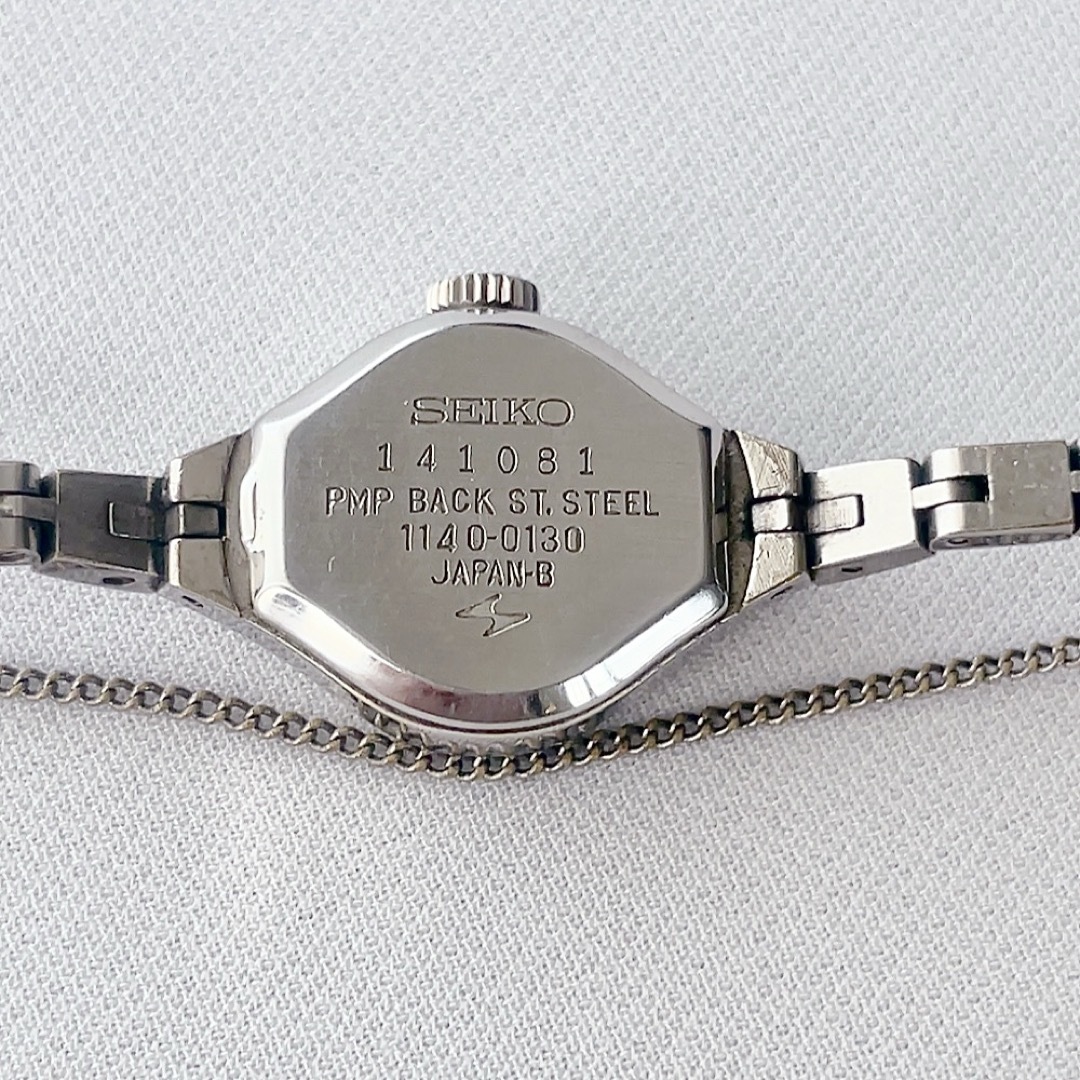 SEIKO
141081
PMP BACK ST. STEEL
1140-0130
JAPAN-B